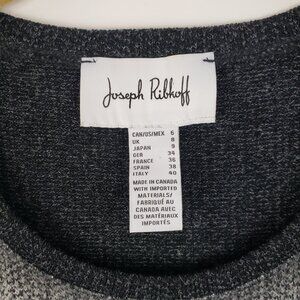 Joseph Ribkoff
CAN/US/MEX 6
UK 8
JAPAN 9
GER 34
FRANCE 36
SPAIN 38
ITALY 40
MADE IN CANADA
WITH IMPORTED
MATERIALS/
FABRIQUÉ AU
CANADA AVEC
DES MATÉRIAUX
IMPORTÉS